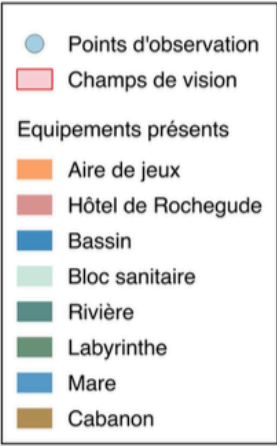 Points d'observation
Champs de vision
Equipements présents
Aire de jeux
Hôtel de Rochegude
Bassin
Bloc sanitaire
Rivière
Labyrinthe
Mare
Cabanon